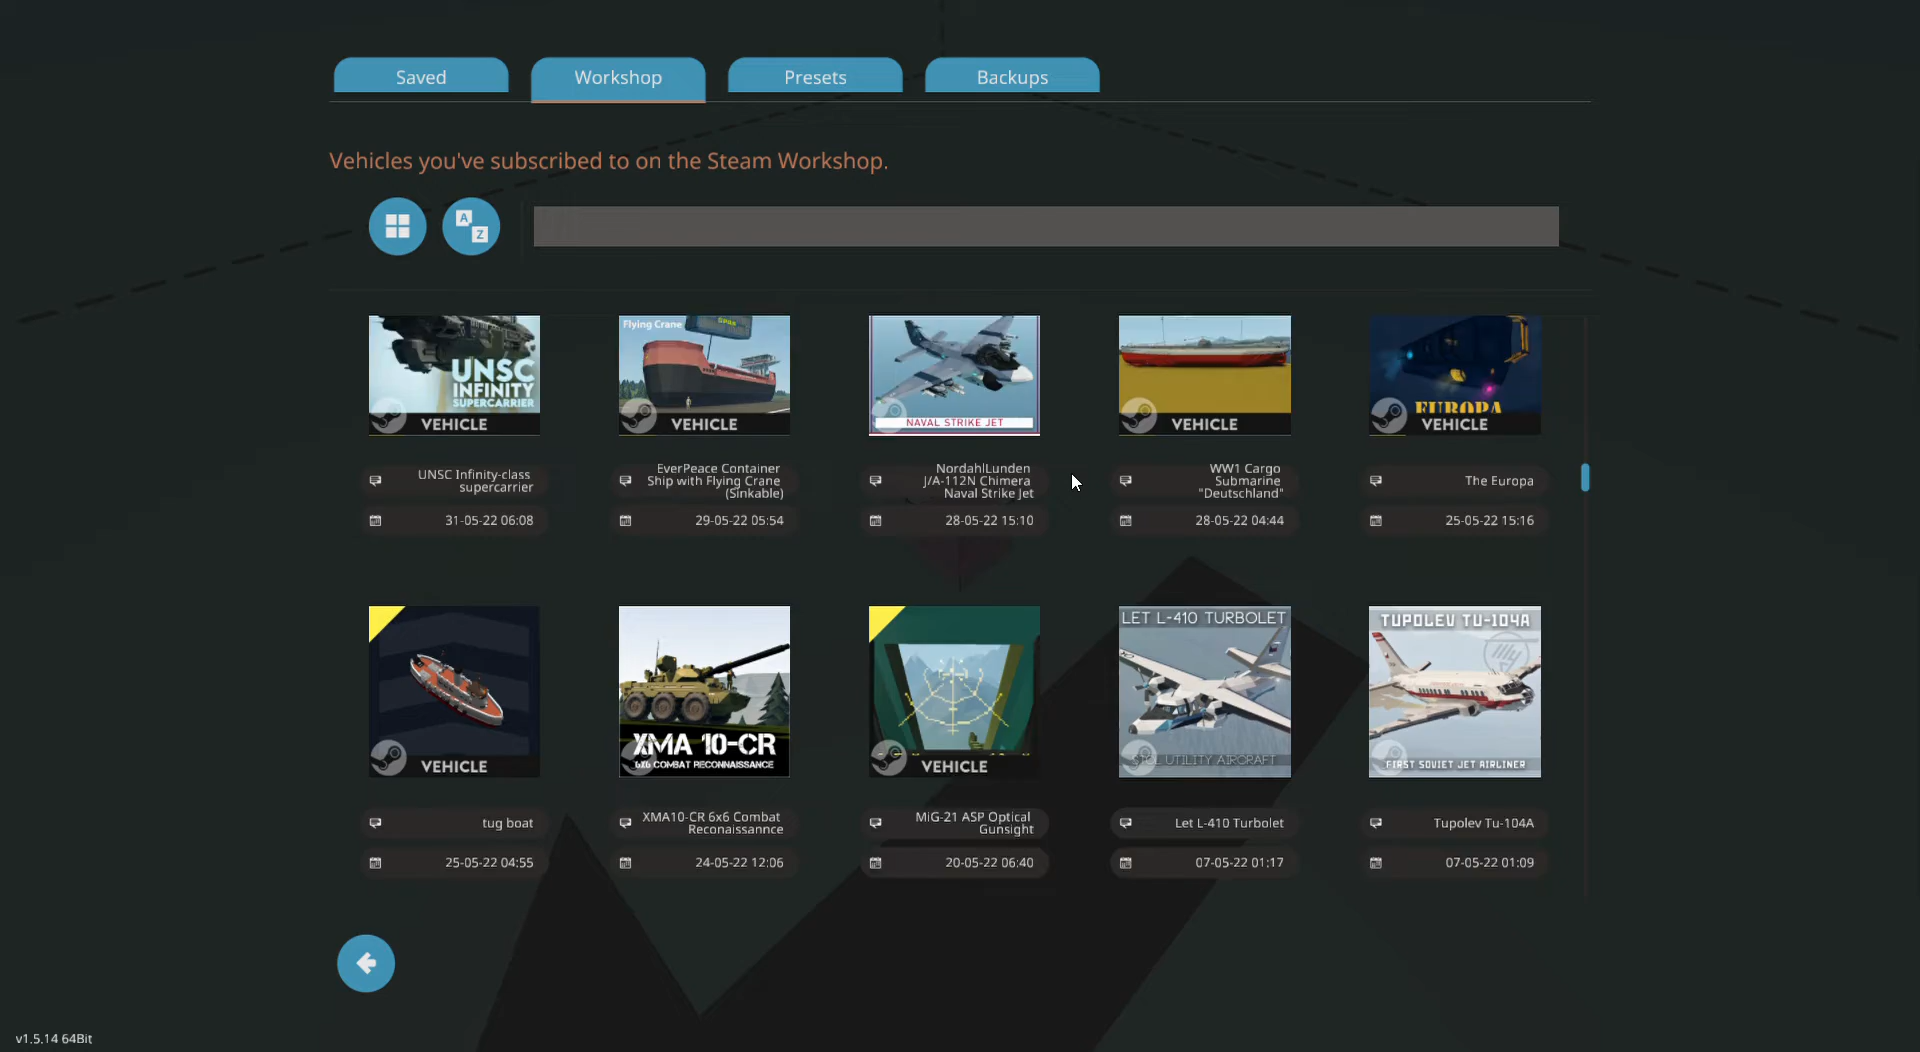 Saved
Workshop
Presets
Backups
Vehicles you've subscribed to on the Steam Workshop.
A
Z
UNSC
INFINITY
SUPERCARRIER
VEHICLE
Flying Crane
VEHICLE
NAVAL STRIKE JET
VEHICLE
EUROPA
VEHICLE
UNSC Infinity-class
supercarrier
EverPeace Container
Ship with Flying Crane
(Sinkable)
NordahlLunden
J/A-112N Chimera
Naval Strike Jet
WW1 Cargo
Submarine
"Deutschland"
The Europa
31-05-22 06:08
29-05-22 05:54
28-05-22 15:10
28-05-22 04:44
25-05-22 15:16
VEHICLE
XMA 10-CR
6X6 COMBAT RECONNAISSANCE
VEHICLE
LET L-410 TURBOLET
UTILITY AIRCRAFT
TUPOLEV TU-104A
FIRST SOVIET JET AIRLINER
tug boat
XMA10-CR 6x6 Combat
Reconaissannce
MiG-21 ASP Optical
Gunsight
Let L-410 Turbolet
Tupolev Tu-104A
25-05-22 04:55
24-05-22 12:06
20-05-22 06:40
07-05-22 01:17
07-05-22 01:09
v1.5.14 64Bit